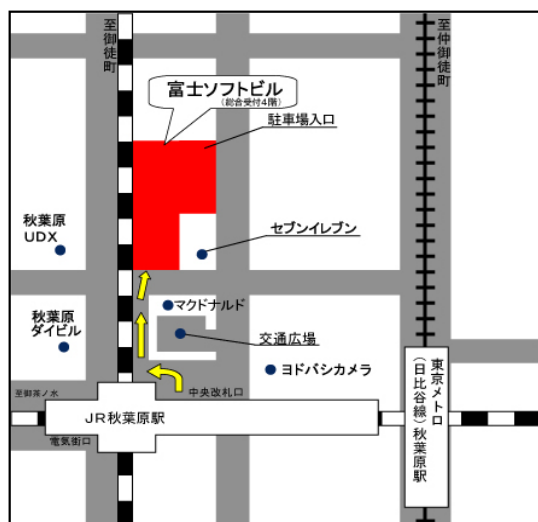 至御徒町
至仲御徒町
富士ソフトビル
(総合受付4階)
駐車場入口
秋葉原
UDX
セブンイレブン
マクドナルド
秋葉原
ダイビル
交通広場
ヨドバシカメラ
至御茶ノ水
中央改札口
JR秋葉原駅
電気街口
東京メトロ
(日比谷線)秋葉原駅